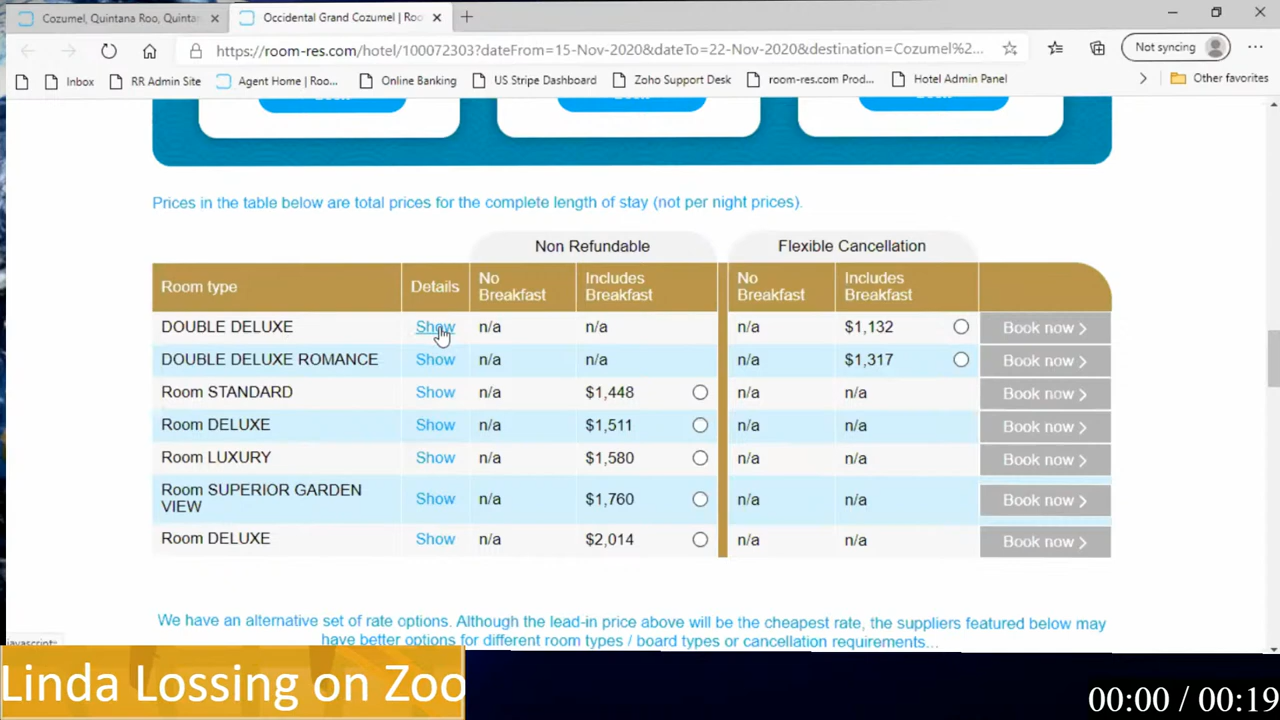 Cozumel, Quintana Roo, Quinta
Occidental Grand Cozumel | Roo
https://room-res.com/hotel/100072303?dateFrom=15-Nov-2020&dateTo=22-Nov-2020&destination=Cozumel%2...
Not syncing
Inbox
RR Admin Site
Agent Home | Roo...
Online Banking
US Stripe Dashboard
Zoho Support Desk
room-res.com Prod...
Hotel Admin Panel
Other favorites
Prices in the table below are total prices for the complete length of stay (not per night prices).
Non Refundable Flexible Cancellation
Room type Details No Breakfast Includes Breakfast No Breakfast Includes Breakfast
DOUBLE DELUXE Show n/a n/a n/a $1,132 Book now >
DOUBLE DELUXE ROMANCE Show n/a n/a n/a $1,317 Book now >
Room STANDARD Show n/a $1,448 n/a n/a Book now >
Room DELUXE Show n/a $1,511 n/a n/a Book now >
Room LUXURY Show n/a $1,580 n/a n/a Book now >
Room SUPERIOR GARDEN VIEW Show n/a $1,760 n/a n/a Book now >
Room DELUXE Show n/a $2,014 n/a n/a Book now >
We have an alternative set of rate options. Although the lead-in price above will be the cheapest rate, the suppliers featured below may
have better options for different room types / board types or cancellation requirements...
Linda Lossing on Zoo
00:00 / 00:19